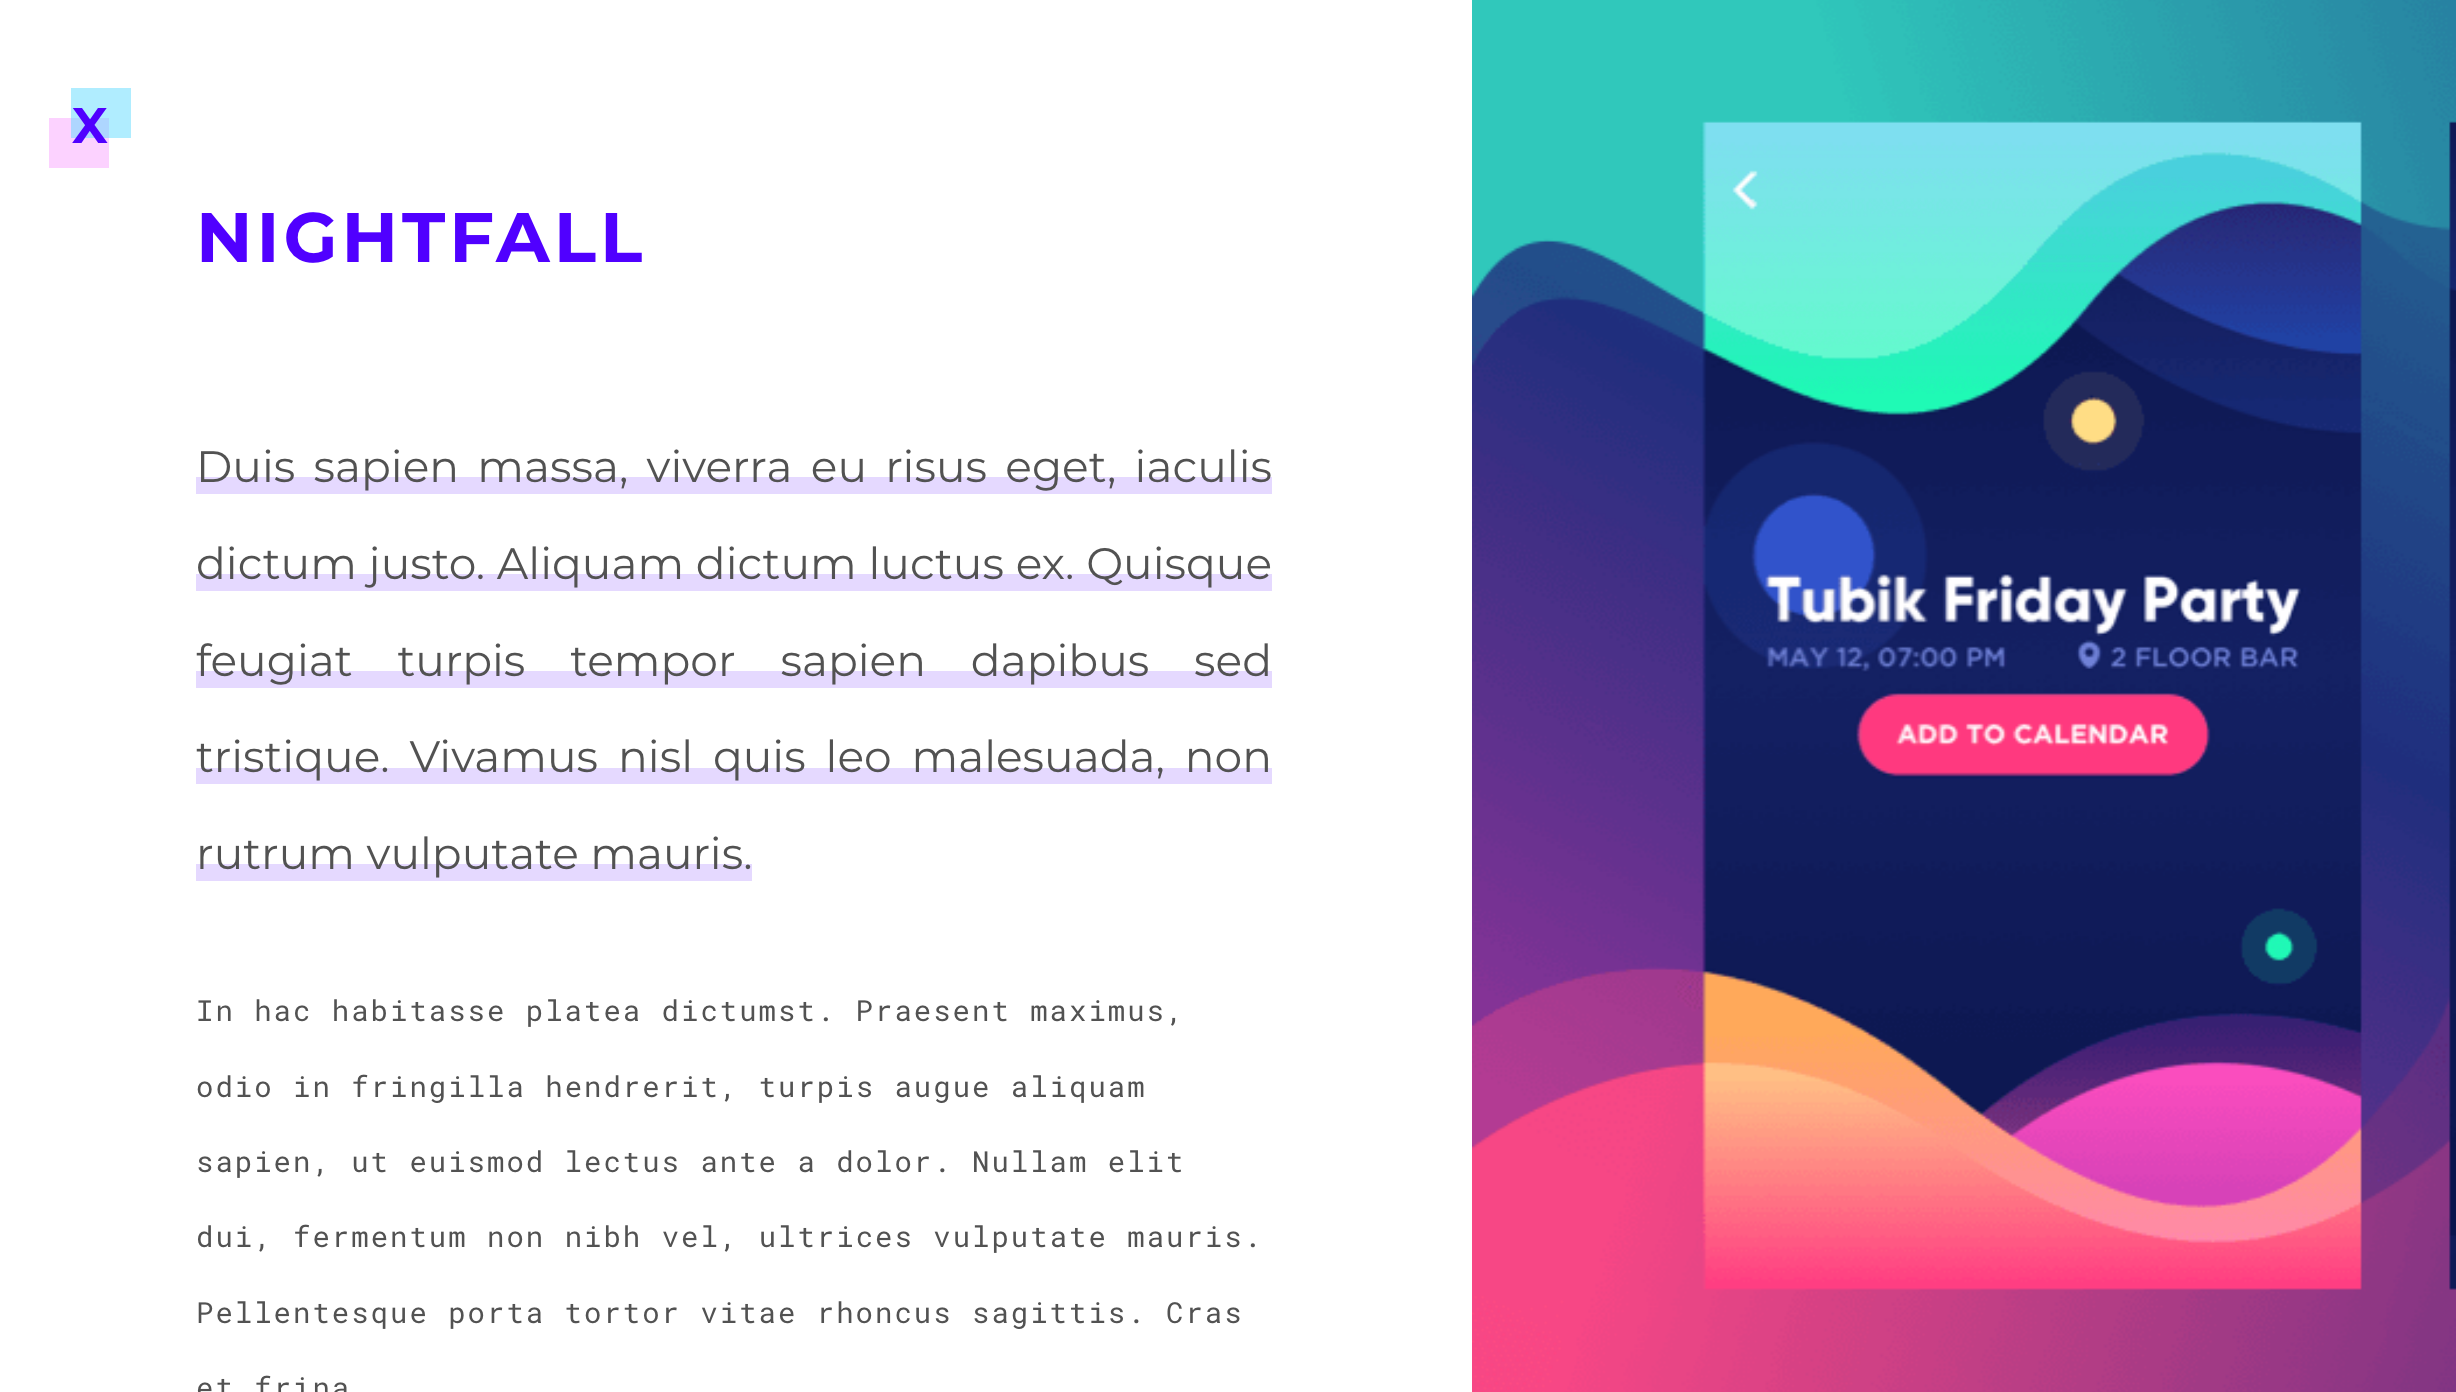 X
NIGHTFALL
Duis sapien massa, viverra eu risus eget, iaculis
dictum justo. Aliquam dictum luctus ex. Quisque
feugiat turpis tempor sapien dapibus sed
tristique. Vivamus nisl quis leo malesuada, non
rutrum vulputate mauris.
In hac habitasse platea dictumst. Praesent maximus,
odio in fringilla hendrerit, turpis augue aliquam
sapien, ut euismod lectus ante a dolor. Nullam elit
dui, fermentum non nibh vel, ultrices vulputate mauris.
Pellentesque porta tortor vitae rhoncus sagittis. Cras
et
Tubik Friday Party
MAY 12, 07:00 PM 2 FLOOR BAR
ADD TO CALENDAR